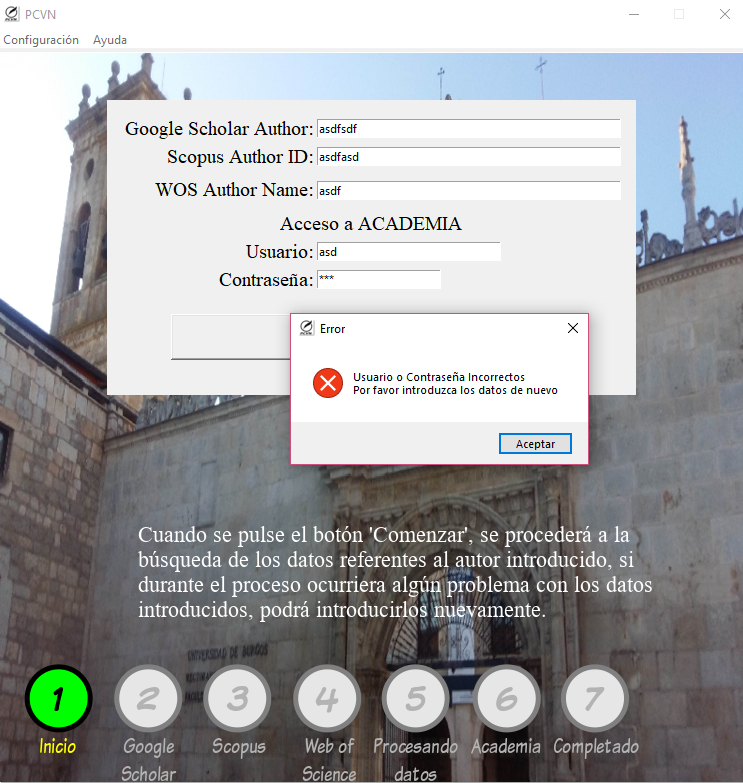 PCVN
Configuración Ayuda
Google Scholar Author: asdfsdf
Scopus Author ID: asdfasd
WOS Author Name: asdf
Acceso a ACADEMIA
Usuario: asd
Contraseña: ***
Error
Usuario o Contraseña Incorrectos
Por favor introduzca los datos de nuevo
Aceptar
Cuando se pulse el botón 'Comenzar', se procederá a la
búsqueda de los datos referentes al autor introducido, si
durante el proceso ocurriera algún problema con los datos
introducidos, podrá introducirlos nuevamente.
UNIVERSIDAD DE BURGOS
1 2 3 4 5 6 7
Inicio Google Scopus Web of Procesando Academia Completado
Scholar Science datos